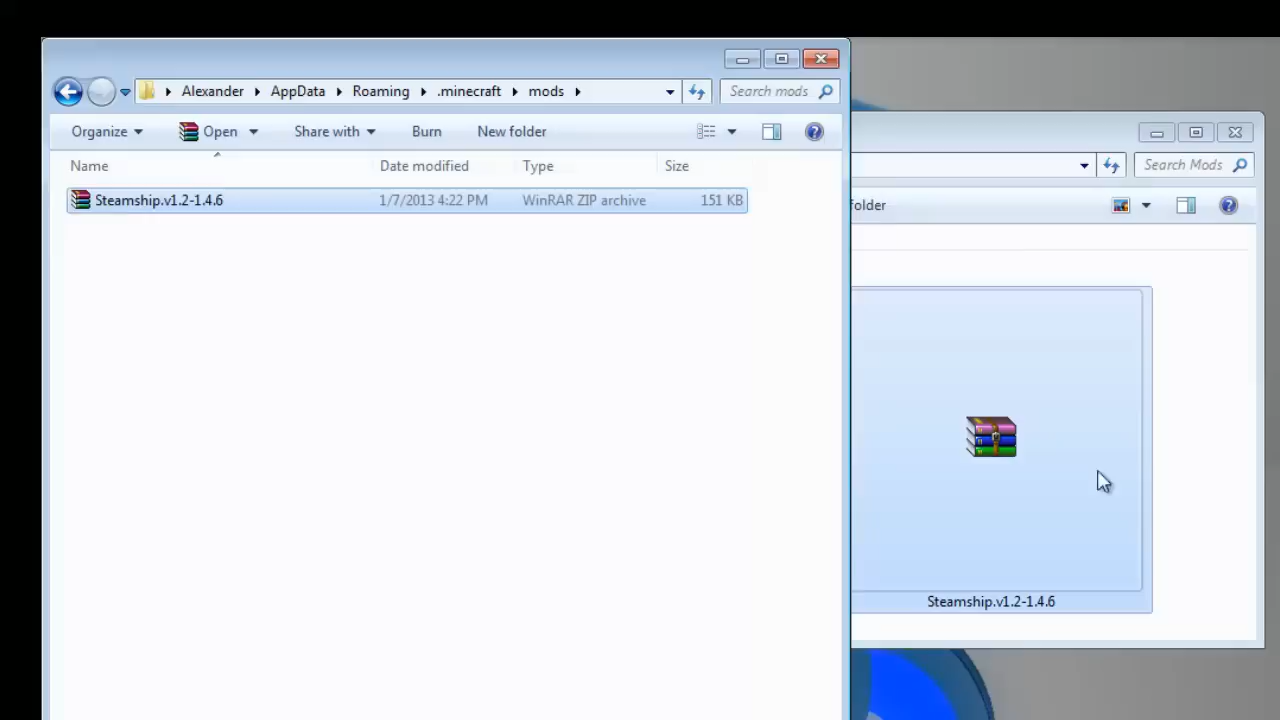 Alexander AppData Roaming .minecraft mods Search mods
Organize Open Share with Burn New folder
Name Date modified Type Size
Steamship.v1.2-1.4.6 1/7/2013 4:22 PM WinRAR ZIP archive 151 KB
Search Mods
folder
Steamship.v1.2-1.4.6